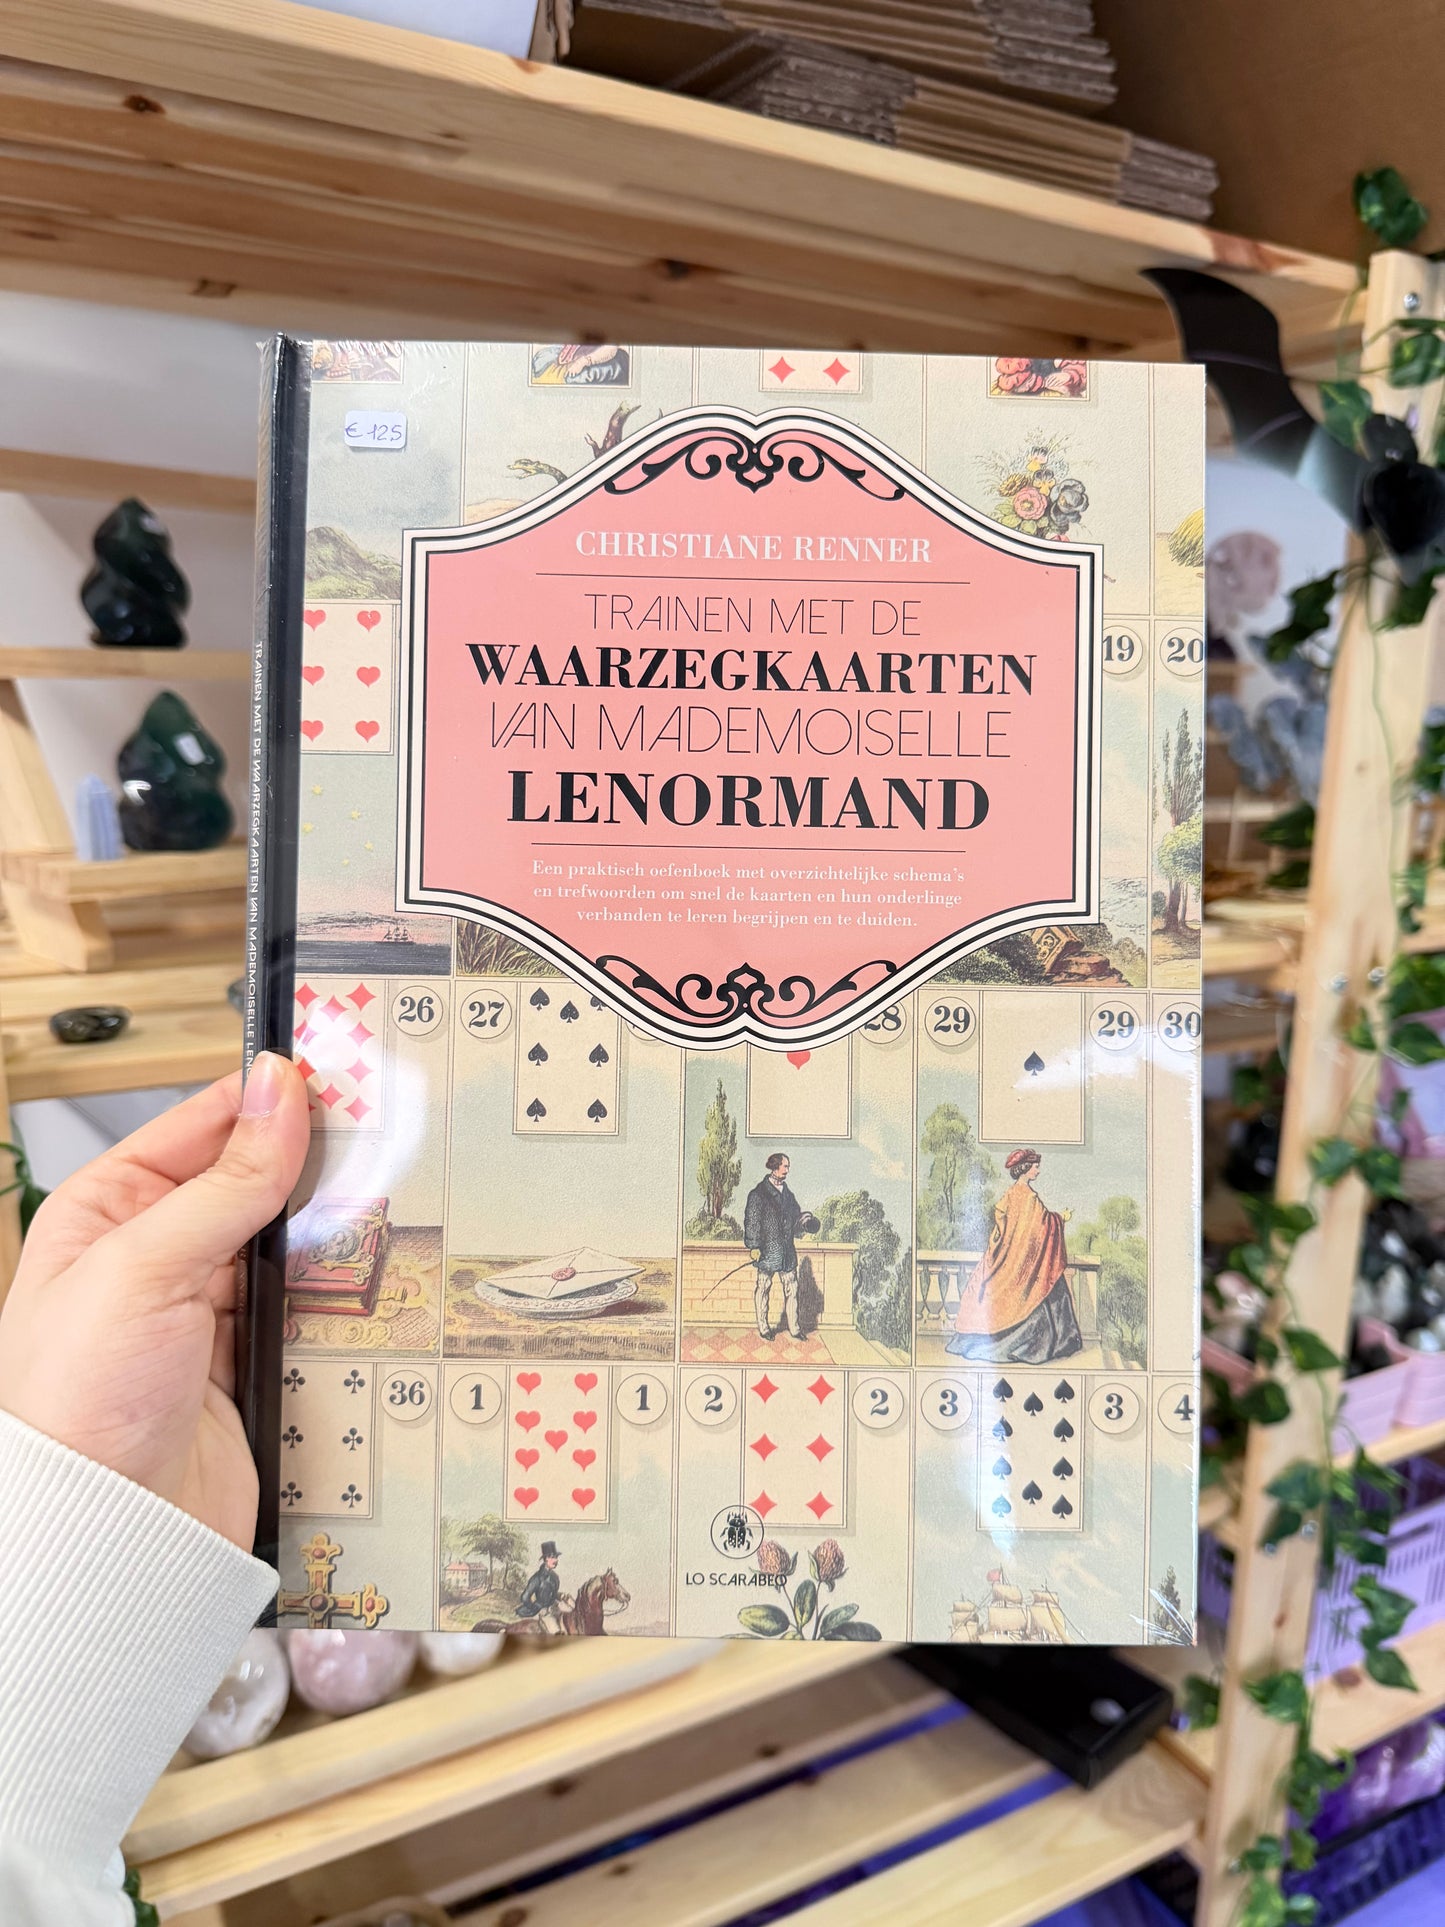 € 125
CHRISTIANE RENNER
TRAINEN MET DE
WAARZEGKAARTEN
VAN MADEMOISELLE
LENORMAND
Een praktisch oefenboek met overzichtelijke schema's
en trefwoorden om snel de kaarten en hun onderlinge
verbanden te leren begrijpen en te duiden.
TRAINEN MET DE WAARZEGKAARTEN VAN MADEMOISELLE
19 20
26 27 28 29 29 30
36 1 1 2 2 3 3 4
LO SCARABEO